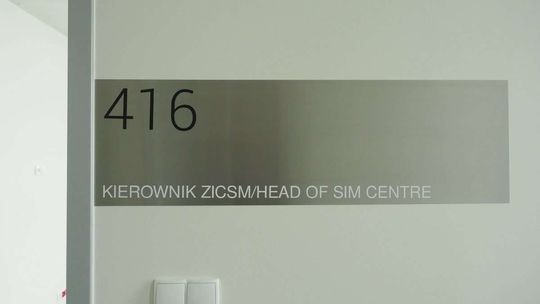 416
KIEROWNIK ZICSM/HEAD OF SIM CENTRE